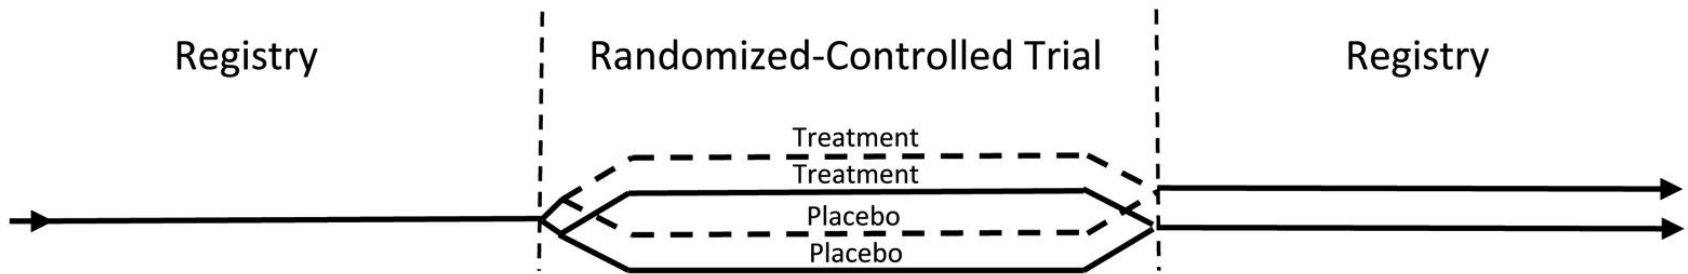 Registry
Randomized-Controlled Trial
Registry
Treatment
Treatment
Placebo
Placebo